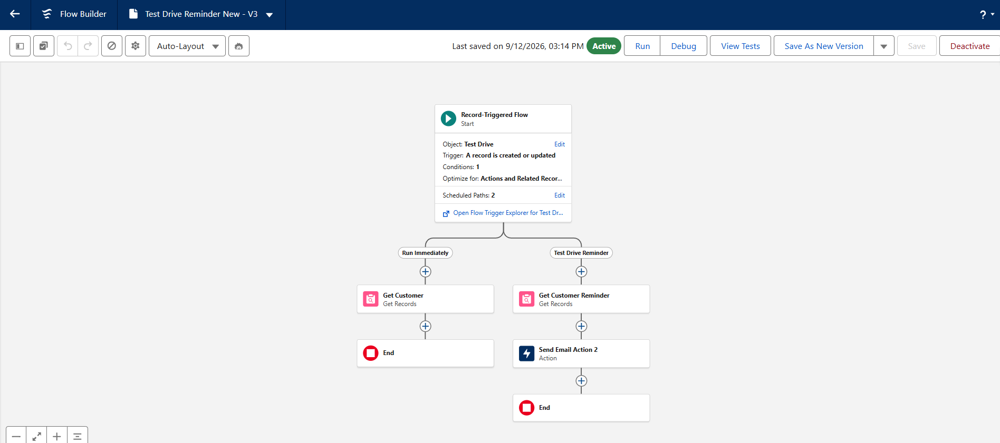 Flow Builder
Test Drive Reminder New - V3
?
Auto-Layout
Last saved on 9/12/2026, 03:14 PM
Active
Run
Debug
View Tests
Save As New Version
Save
Deactivate
Record-Triggered Flow
Start
Object: Test Drive
Edit
Trigger: A record is created or updated
Conditions: 1
Optimize for: Actions and Related Recor...
Scheduled Paths: 2
Edit
Open Flow Trigger Explorer for Test Dr...
Run Immediately
Test Drive Reminder
Get Customer
Get Records
Get Customer Reminder
Get Records
End
Send Email Action 2
Action
End